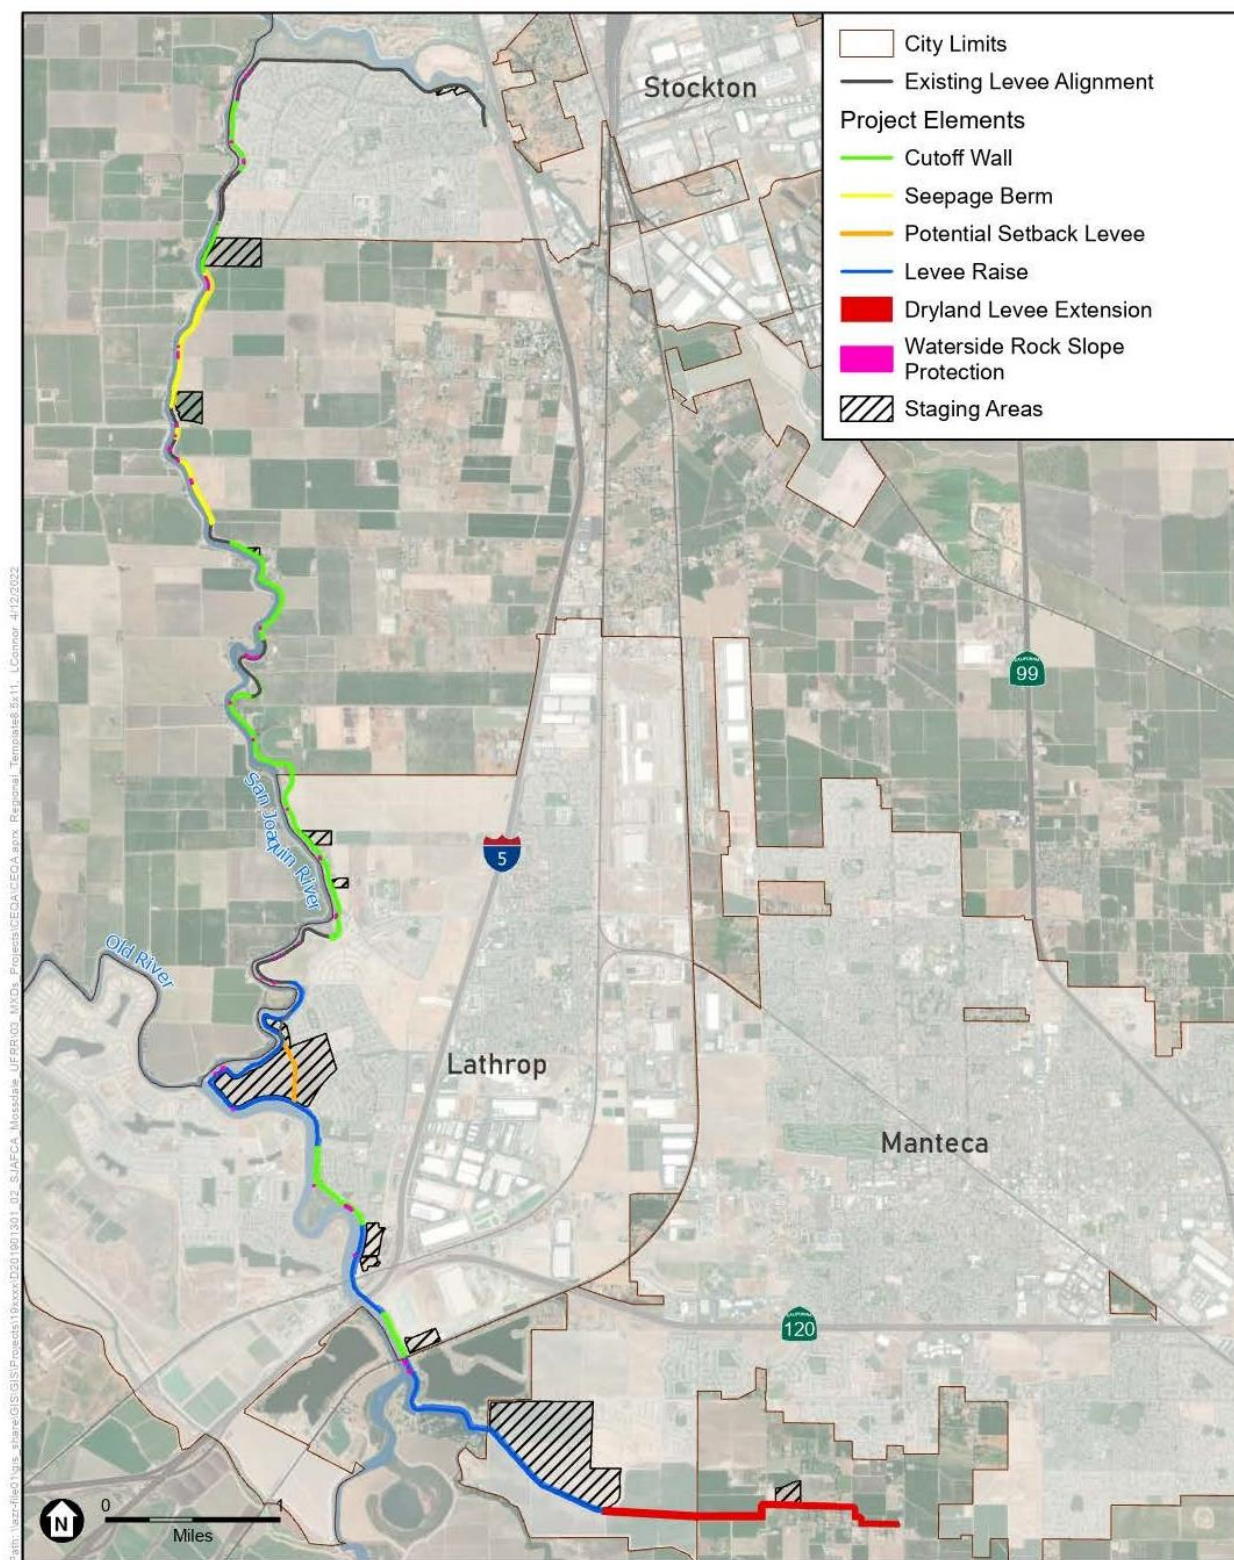 City Limits
Existing Levee Alignment
Project Elements
Cutoff Wall
Seepage Berm
Potential Setback Levee
Levee Raise
Dryland Levee Extension
Waterside Rock Slope
Protection
Staging Areas
Stockton
CALIFORNIA
99
San Joaquin River
5
Old River
Lathrop
Manteca
CALIFORNIA
120
N
0 1
Miles